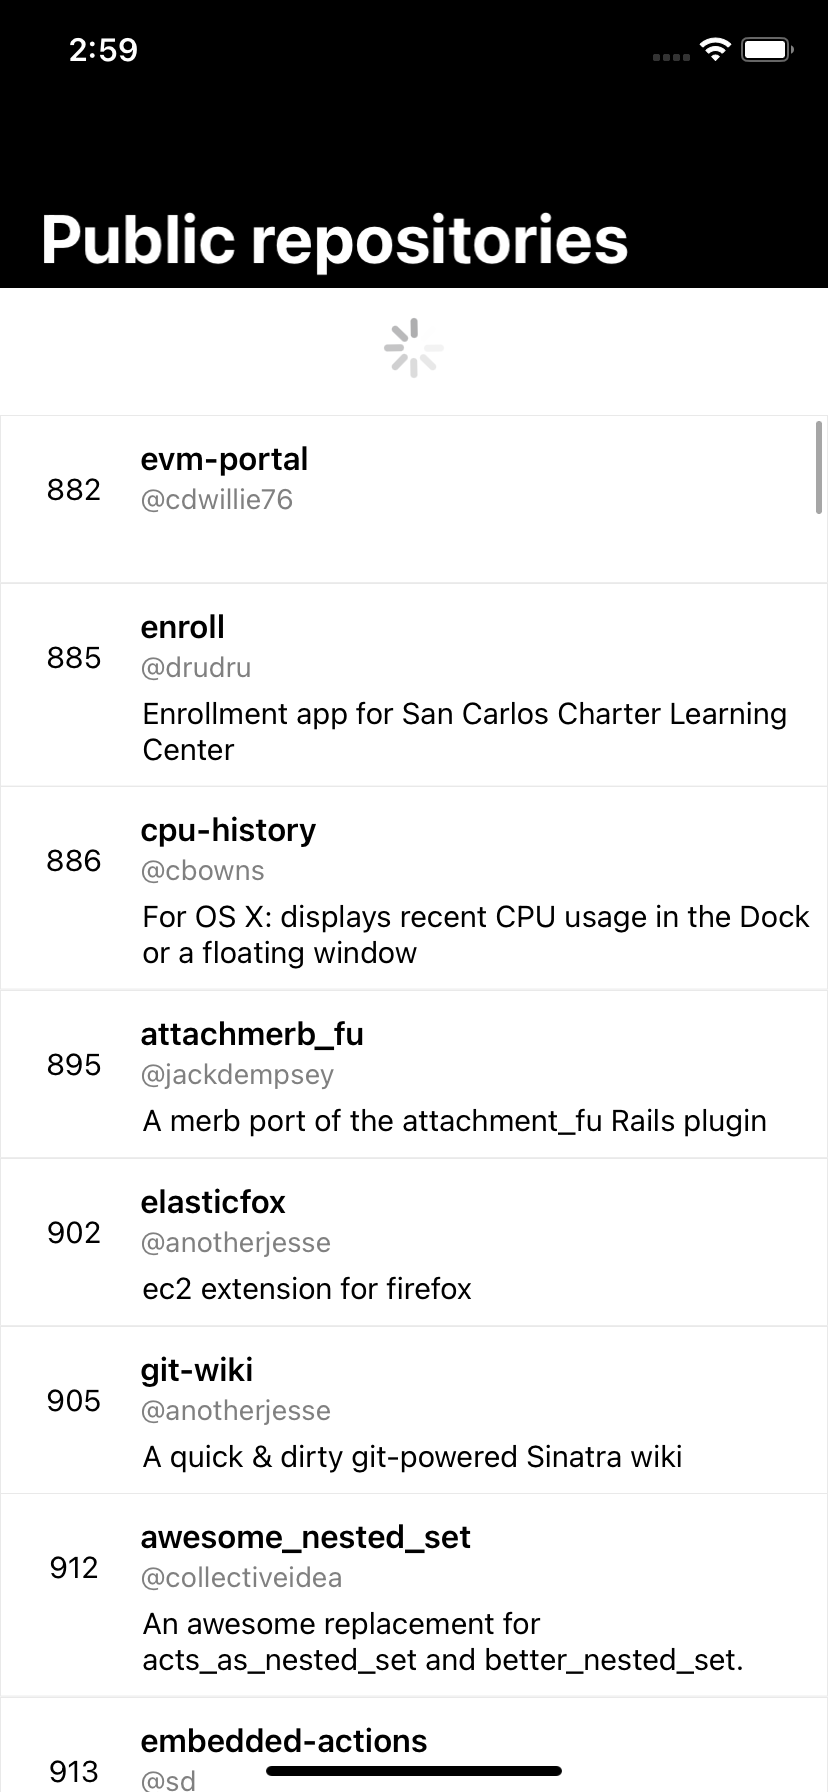 2:59
Public repositories
882
evm-portal
@cdwillie76
885
enroll
@drudru
Enrollment app for San Carlos Charter Learning
Center
886
cpu-history
@cbowns
For OS X: displays recent CPU usage in the Dock
or a floating window
895
attachmerb_fu
@jackdempsey
A merb port of the attachment_fu Rails plugin
902
elasticfox
@anotherjesse
ec2 extension for firefox
905
git-wiki
@anotherjesse
A quick & dirty git-powered Sinatra wiki
912
awesome_nested_set
@collectiveidea
An awesome replacement for
acts_as_nested_set and better_nested_set.
913
embedded-actions
@sd